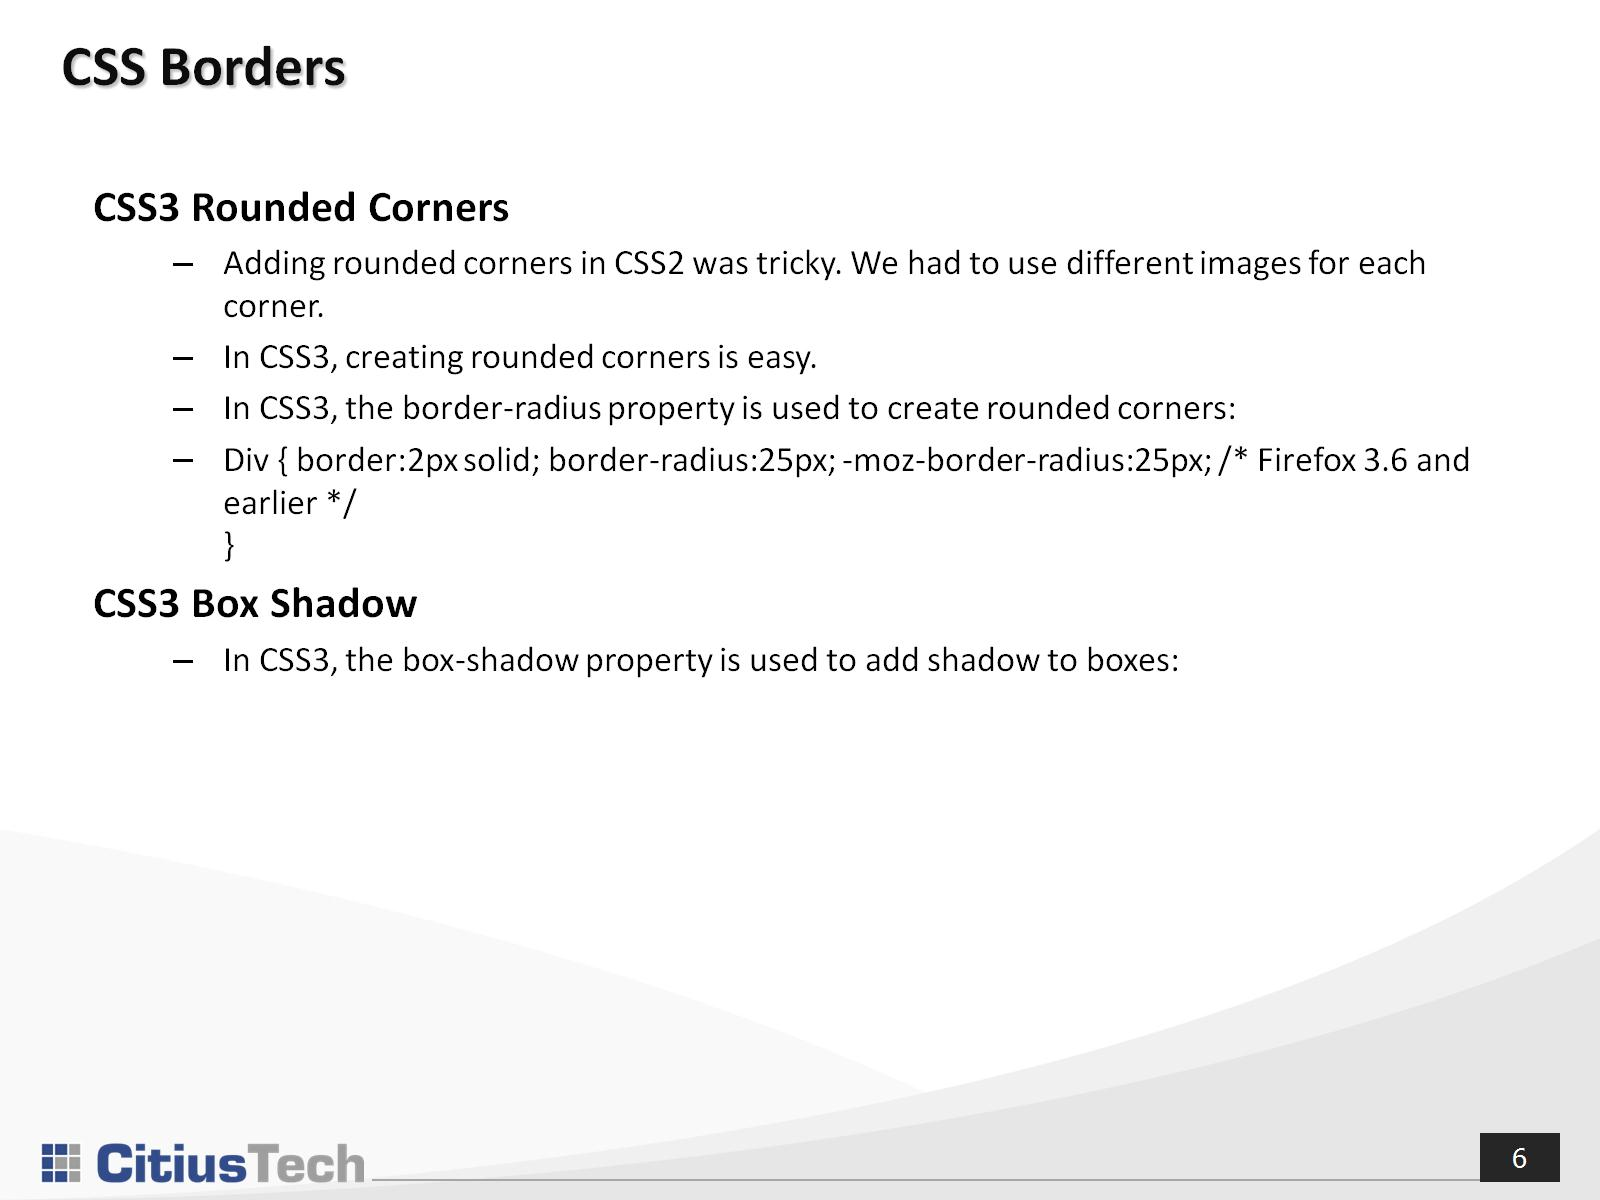 CSS Borders
CSS3 Rounded Corners
– Adding rounded corners in CSS2 was tricky. We had to use different images for each
corner.
– In CSS3, creating rounded corners is easy.
– In CSS3, the border-radius property is used to create rounded corners:
– Div { border:2px solid; border-radius:25px; -moz-border-radius:25px; /* Firefox 3.6 and
earlier */
}
CSS3 Box Shadow
– In CSS3, the box-shadow property is used to add shadow to boxes:
CitiusTech
6